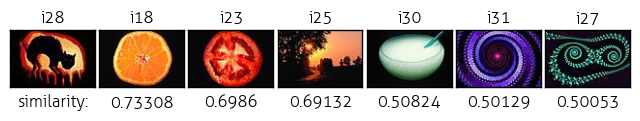 i28 i18 i23 i25 i30 i31 i27
similarity: 0.73308 0.6986 0.69132 0.50824 0.50129 0.50053